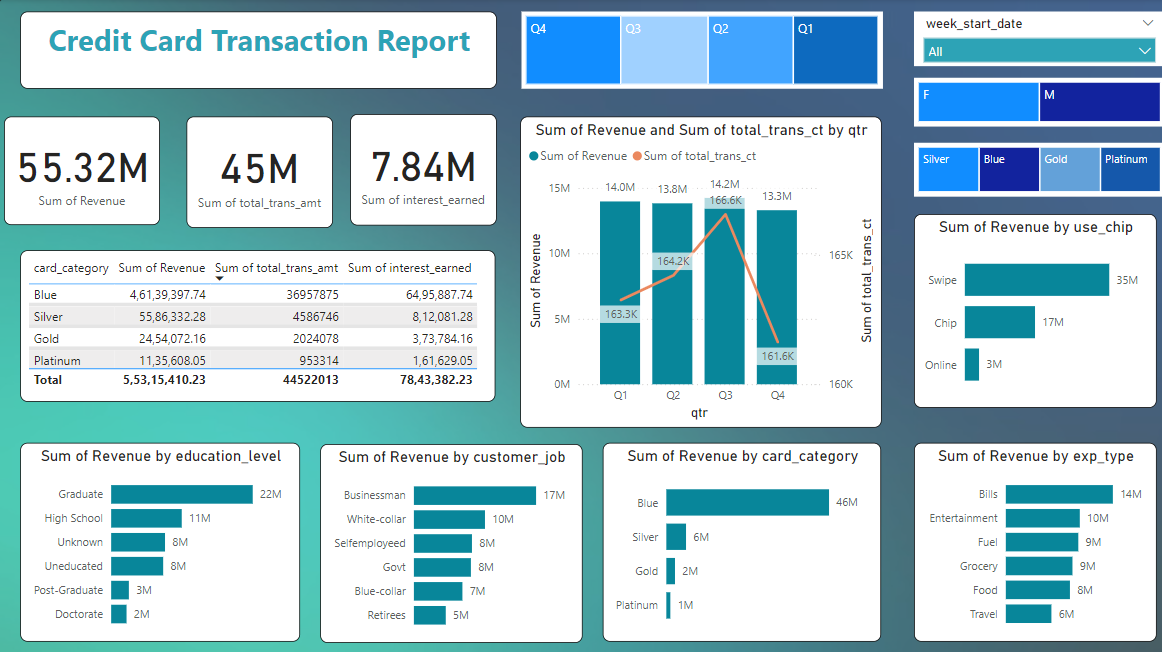 Credit Card Transaction Report
Q4 Q3 Q2 Q1
week_start_date
All
F M
Silver Blue Gold Platinum
55.32M
Sum of Revenue
45M
Sum of total_trans_amt
7.84M
Sum of interest_earned
card_category Sum of Revenue Sum of total_trans_amt Sum of interest_earned
Blue 4,61,39,397.74 36957875 64,95,887.74
Silver 55,86,332.28 4586746 8,12,081.28
Gold 24,54,072.16 2024078 3,73,784.16
Platinum 11,35,608.05 953314 1,61,629.05
Total 5,53,15,410.23 44522013 78,43,382.23
Sum of Revenue and Sum of total_trans_ct by qtr
Sum of Revenue Sum of total_trans_ct
Sum of Revenue
15M
10M
5M
0M
14.0M 13.8M 14.2M 13.3M
163.3K 164.2K 166.6K 161.6K
165K
160K
Sum of total_trans_ct
Q1 Q2 Q3 Q4
qtr
Sum of Revenue by use_chip
Swipe 35M
Chip 17M
Online 3M
Sum of Revenue by education_level
Graduate 22M
High School 11M
Unknown 8M
Uneducated 8M
Post-Graduate 3M
Doctorate 2M
Sum of Revenue by customer_job
Businessman 17M
White-collar 10M
Selfemployeed 8M
Govt 8M
Blue-collar 7M
Retirees 5M
Sum of Revenue by card_category
Blue 46M
Silver 6M
Gold 2M
Platinum 1M
Sum of Revenue by exp_type
Bills 14M
Entertainment 10M
Fuel 9M
Grocery 9M
Food 8M
Travel 6M